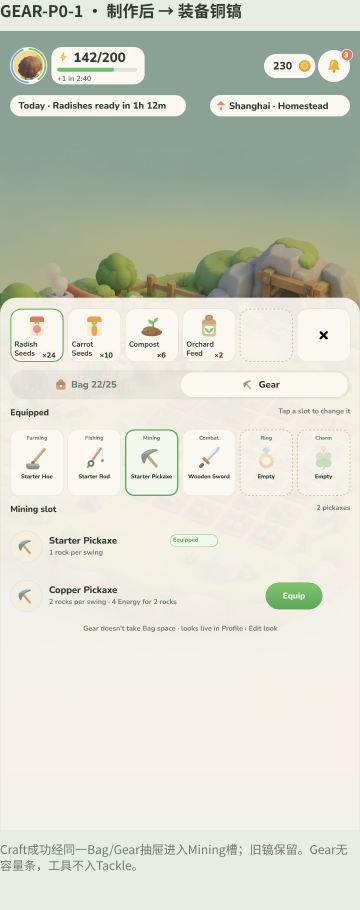 GEAR-P0-1 · 制作后 → 装备铜镐
142/200
+1 in 2:40
230
3
Today · Radishes ready in 1h 12m
Shanghai · Homestead
Radish Seeds ×24
Carrot Seeds ×10
Compost ×6
Orchard Feed ×2
×
Bag 22/25
Gear
Equipped
Tap a slot to change it
Farming
Fishing
Mining
Combat
Ring
Charm
Starter Hoe
Starter Rod
Starter Pickaxe
Wooden Sword
Empty
Empty
Mining slot
2 pickaxes
Starter Pickaxe
Equipped
1 rock per swing
Copper Pickaxe
2 rocks per swing · 4 Energy for 2 rocks
Equip
Gear doesn't take Bag space · looks live in Profile › Edit look
Craft成功经同一Bag/Gear抽屉进入Mining槽；旧镐保留。Gear无
容量条，工具不入Tackle。